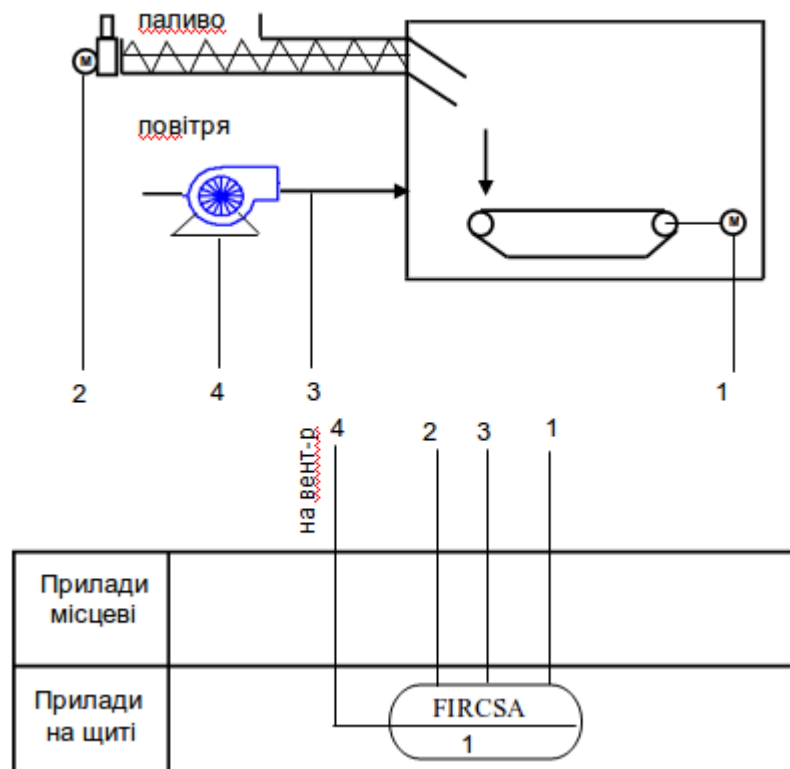 паливо
M
повітря
M
2
4
3
1
на вент-р
4
2
3
1
Прилади
місцеві
Прилади
на щиті
FIRCSA
1